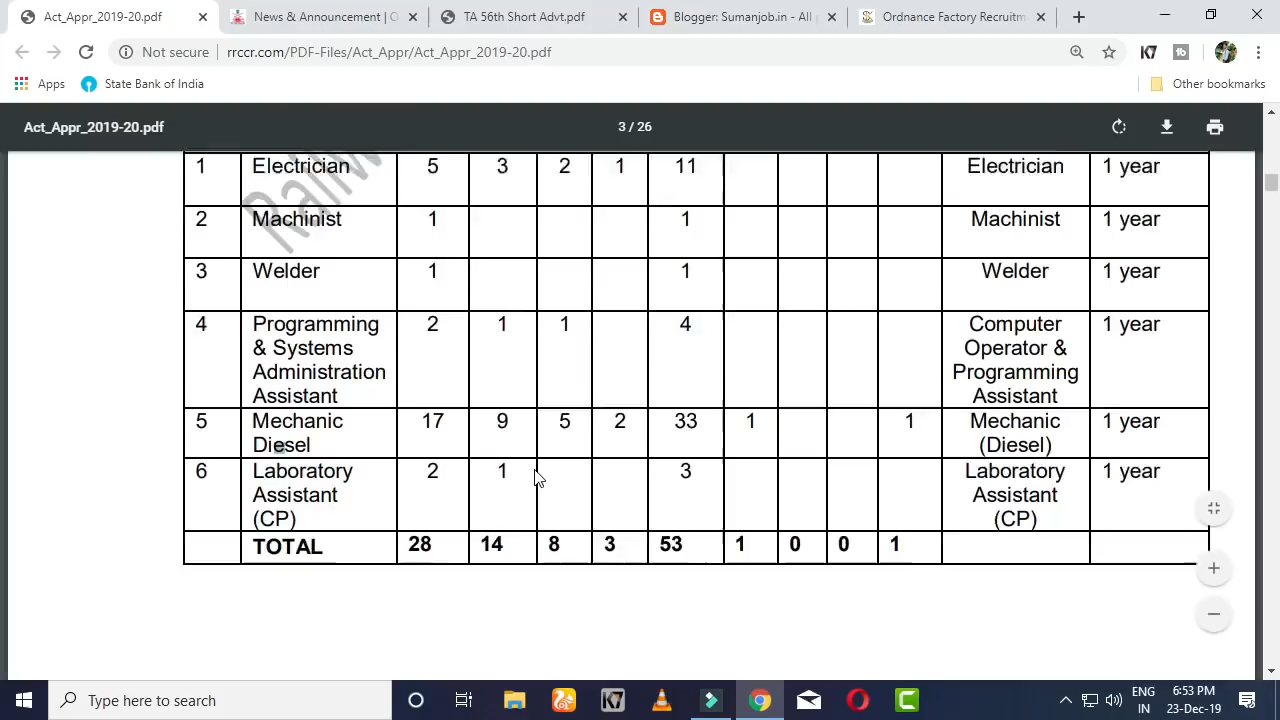 Act_Appr_2019-20.pdf
News & Announcement | O
TA 56th Short Advt.pdf
Blogger: Sumanjob.in - All p
Ordnance Factory Recruitm
Not secure
rrccr.com/PDF-Files/Act_Appr/Act_Appr_2019-20.pdf
K7
tb
Apps
State Bank of India
Other bookmarks
Act_Appr_2019-20.pdf
3 / 26
1 Electrician 5 3 2 1 11 Electrician 1 year
2 Machinist 1 1 Machinist 1 year
3 Welder 1 1 Welder 1 year
4 Programming 2 1 1 4 Computer 1 year
& Systems Operator &
Administration Programming
Assistant Assistant
5 Mechanic 17 9 5 2 33 1 1 Mechanic 1 year
Diesel (Diesel)
6 Laboratory 2 1 3 Laboratory 1 year
Assistant Assistant
(CP) (CP)
TOTAL 28 14 8 3 53 1 0 0 1
Type here to search
K7
C
ENG
IN
6:53 PM
23-Dec-19